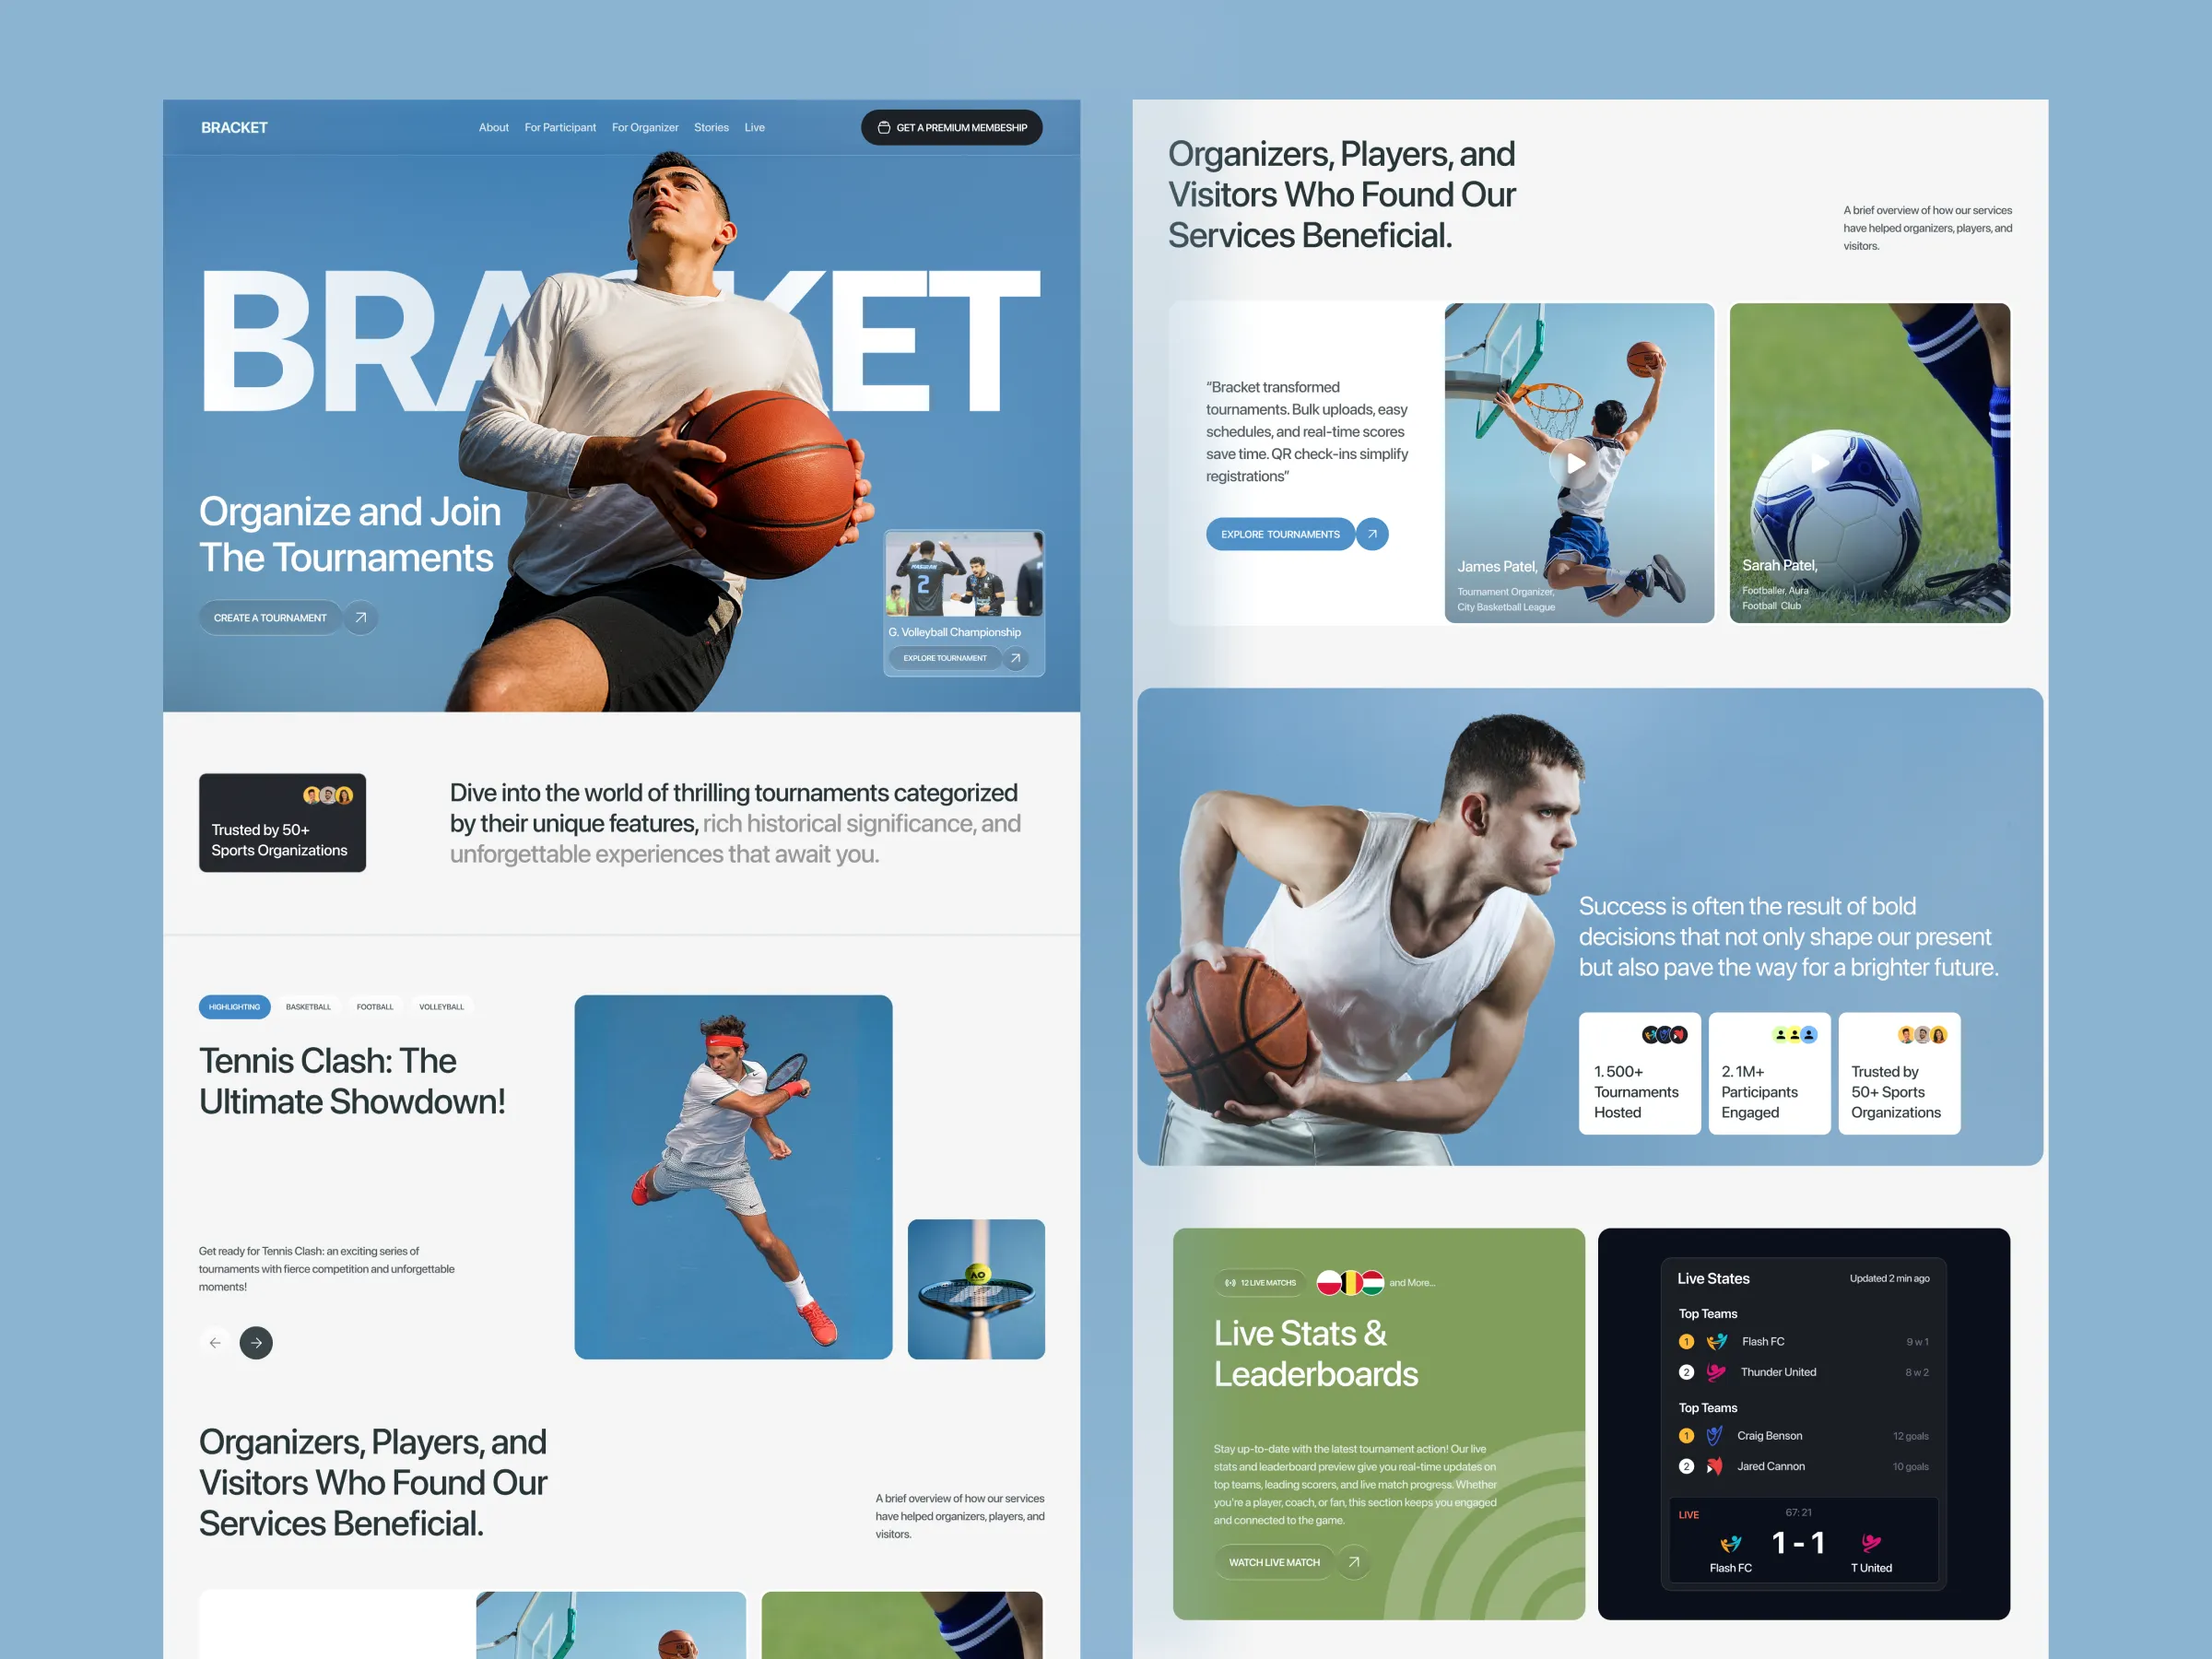 BRACKET
About
For Participant
For Organizer
Stories
Live
GET A PREMIUM MEMBESHIP
BRACKET
Organize and Join
The Tournaments
CREATE A TOURNAMENT
2
G. Volleyball Championship
EXPLORE TOURNAMENT
Trusted by 50+
Sports Organizations
Dive into the world of thrilling tournaments categorized
by their unique features, rich historical significance, and
unforgettable experiences that await you.
HIGHLIGHTING
BASKETBALL
FOOTBALL
VOLLEYBALL
Tennis Clash: The
Ultimate Showdown!
Get ready for Tennis Clash: an exciting series of
tournaments with fierce competition and unforgettable
moments!
AO
Organizers, Players, and
Visitors Who Found Our
Services Beneficial.
A brief overview of how our services
have helped organizers, players, and
visitors.
Organizers, Players, and
Visitors Who Found Our
Services Beneficial.
A brief overview of how our services
have helped organizers, players, and
visitors.
“Bracket transformed
tournaments. Bulk uploads, easy
schedules, and real-time scores
save time. QR check-ins simplify
registrations”
EXPLORE TOURNAMENTS
James Patel,
Tournament Organizer,
City Basketball League
Sarah Patel,
Footballer, Aura
Football Club
Success is often the result of bold
decisions that not only shape our present
but also pave the way for a brighter future.
1. 500+
Tournaments
Hosted
2. 1M+
Participants
Engaged
Trusted by
50+ Sports
Organizations
12 LIVE MATCHS
and More...
Live Stats &
Leaderboards
Stay up-to-date with the latest tournament action! Our live
stats and leaderboard preview give you real-time updates on
top teams, leading scorers, and live match progress. Whether
you’re a player, coach, or fan, this section keeps you engaged
and connected to the game.
WATCH LIVE MATCH
Live States
Updated 2 min ago
Top Teams
1 Flash FC 9 w 1
2 Thunder United 8 w 2
Top Teams
1 Craig Benson 12 goals
2 Jared Cannon 10 goals
LIVE
67: 21
1 - 1
Flash FC
T United